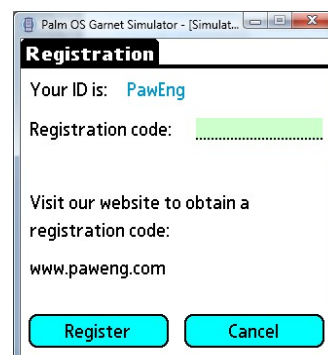 Palm OS Garnet Simulator - [Simulat...
Registration
Your ID is: PawEng
Registration code:
Visit our website to obtain a
registration code:
www.paweng.com
Register Cancel